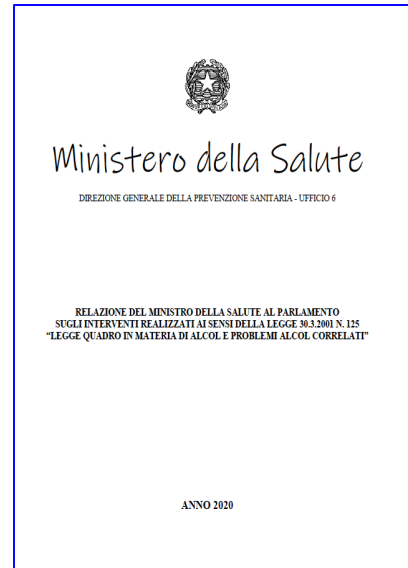 Ministero della Salute
DIREZIONE GENERALE DELLA PREVENZIONE SANITARIA - UFFICIO 6
RELAZIONE DEL MINISTRO DELLA SALUTE AL PARLAMENTO
SUGLI INTERVENTI REALIZZATI AI SENSI DELLA LEGGE 30.3.2001 N. 125
“LEGGE QUADRO IN MATERIA DI ALCOL E PROBLEMI ALCOL CORRELATI”
ANNO 2020